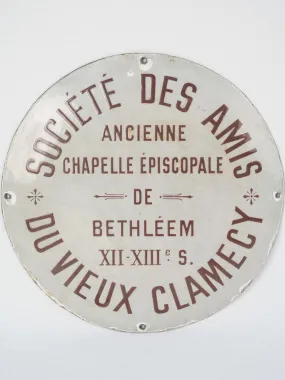 SOCIÉTÉ DES AMIS
ANCIENNE
CHAPELLE ÉPISCOPALE
DE
BETHLÉEM
XII-XIIIe S.
DU VIEUX CLAMECY